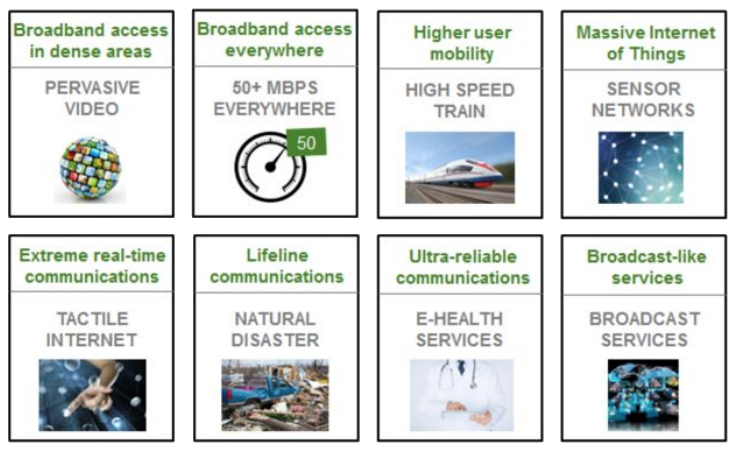 Broadband access
in dense areas
PERVASIVE
VIDEO
Broadband access
everywhere
50+ MBPS
EVERYWHERE
50
Higher user
mobility
HIGH SPEED
TRAIN
Massive Internet
of Things
SENSOR
NETWORKS
Extreme real-time
communications
TACTILE
INTERNET
Lifeline
communications
NATURAL
DISASTER
Ultra-reliable
communications
E-HEALTH
SERVICES
Broadcast-like
services
BROADCAST
SERVICES